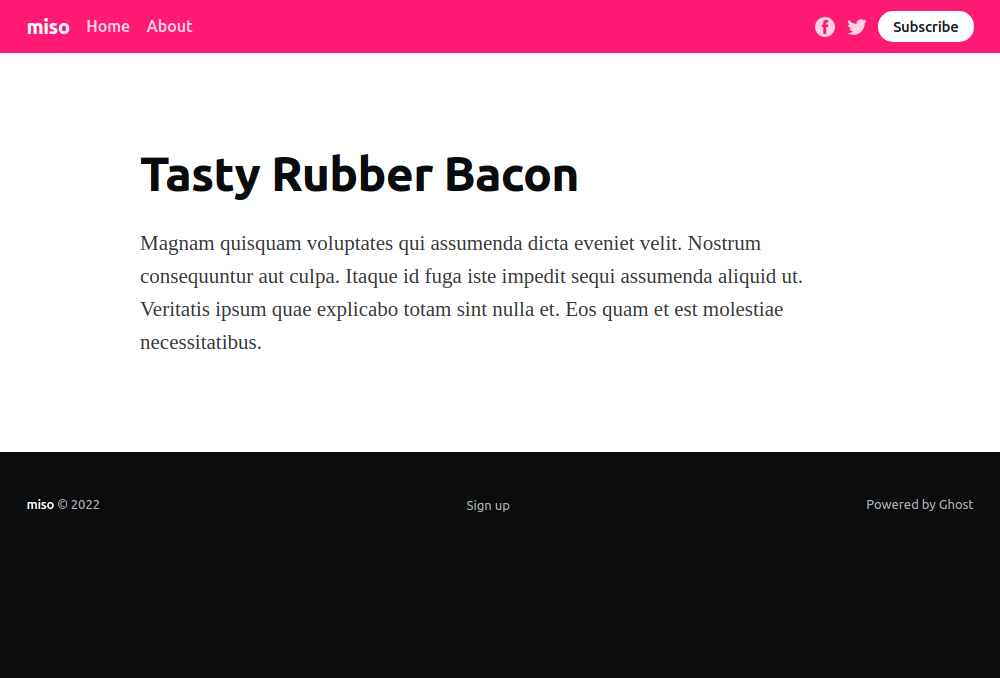 miso Home About Subscribe
Tasty Rubber Bacon
Magnam quisquam voluptates qui assumenda dicta eveniet velit. Nostrum
consequuntur aut culpa. Itaque id fuga iste impedit sequi assumenda aliquid ut.
Veritatis ipsum quae explicabo totam sint nulla et. Eos quam et est molestiae
necessitatibus.
miso © 2022 Sign up Powered by Ghost